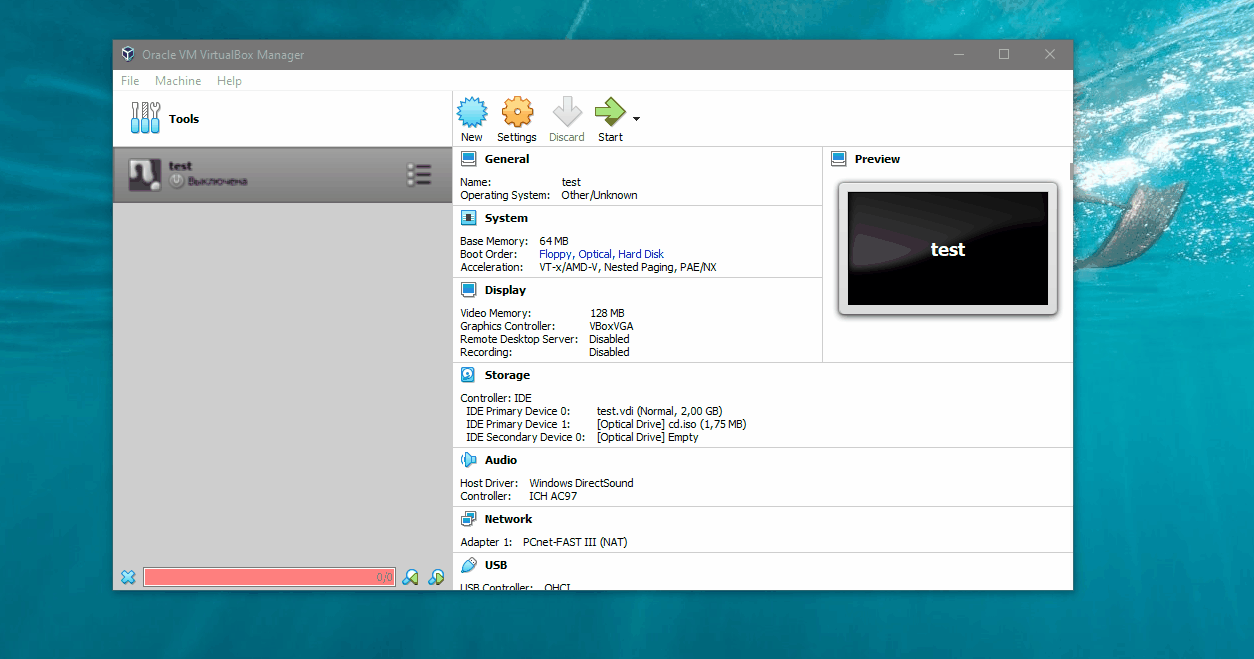 Oracle VM VirtualBox Manager
File Machine Help
Tools
test
Выключена
0/0
New Settings Discard Start
General
Name: test
Operating System: Other/Unknown
System
Base Memory: 64 MB
Boot Order: Floppy, Optical, Hard Disk
Acceleration: VT-x/AMD-V, Nested Paging, PAE/NX
Display
Video Memory: 128 MB
Graphics Controller: VBoxVGA
Remote Desktop Server: Disabled
Recording: Disabled
Preview
test
Storage
Controller: IDE
IDE Primary Device 0: test.vdi (Normal, 2,00 GB)
IDE Primary Device 1: [Optical Drive] cd.iso (1,75 MB)
IDE Secondary Device 0: [Optical Drive] Empty
Audio
Host Driver: Windows DirectSound
Controller: ICH AC97
Network
Adapter 1: PCnet-FAST III (NAT)
USB
USB Controller: OHCI